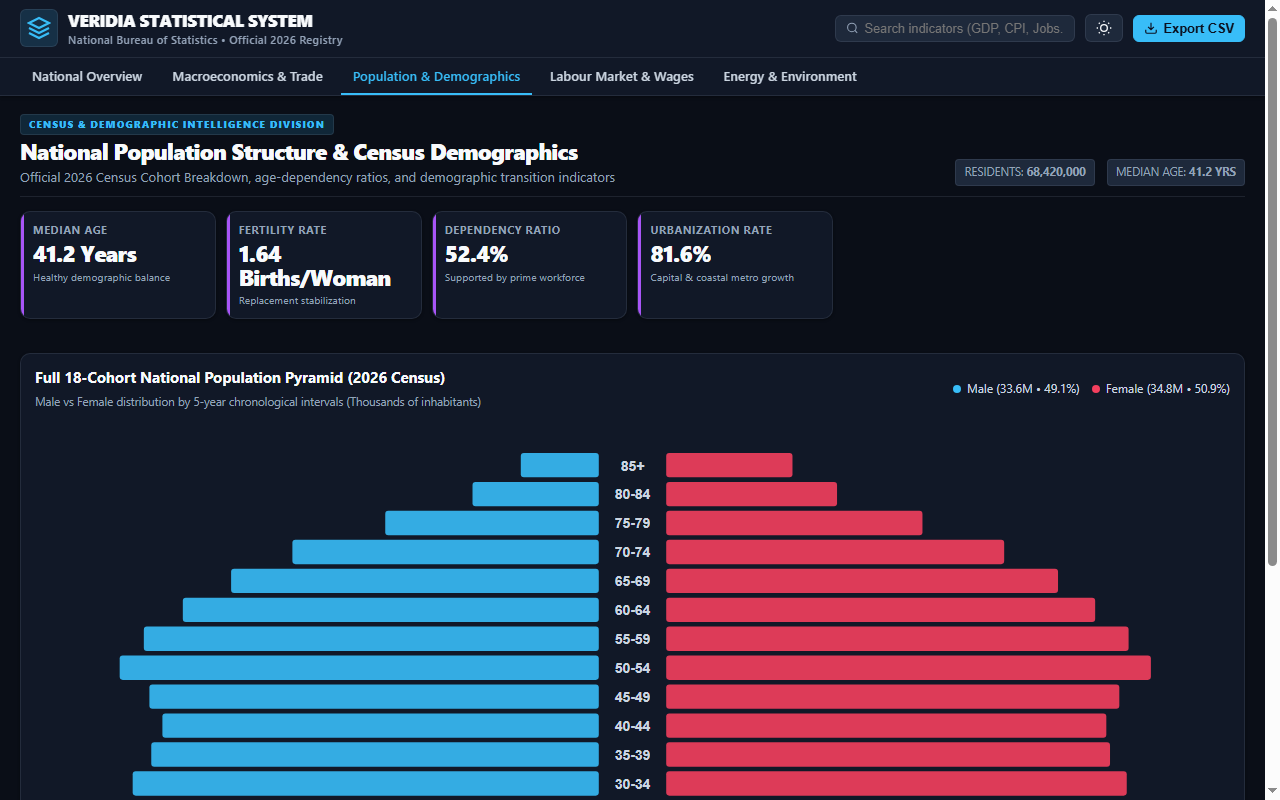 VERIDIA STATISTICAL SYSTEM
National Bureau of Statistics • Official 2026 Registry
Search indicators (GDP, CPI, Jobs.
Export CSV
National Overview
Macroeconomics & Trade
Population & Demographics
Labour Market & Wages
Energy & Environment
CENSUS & DEMOGRAPHIC INTELLIGENCE DIVISION
National Population Structure & Census Demographics
Official 2026 Census Cohort Breakdown, age-dependency ratios, and demographic transition indicators
RESIDENTS: 68,420,000
MEDIAN AGE: 41.2 YRS
MEDIAN AGE
41.2 Years
Healthy demographic balance
FERTILITY RATE
1.64
Births/Woman
Replacement stabilization
DEPENDENCY RATIO
52.4%
Supported by prime workforce
URBANIZATION RATE
81.6%
Capital & coastal metro growth
Full 18-Cohort National Population Pyramid (2026 Census)
Male vs Female distribution by 5-year chronological intervals (Thousands of inhabitants)
Male (33.6M • 49.1%)
Female (34.8M • 50.9%)
85+
80-84
75-79
70-74
65-69
60-64
55-59
50-54
45-49
40-44
35-39
30-34